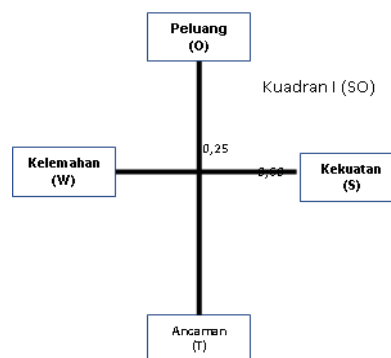 Peluang
(O)
Kuadran I (SO)
0,25
Kelemahan
(W)
Kekuatan
(S)
Ancaman
(T)